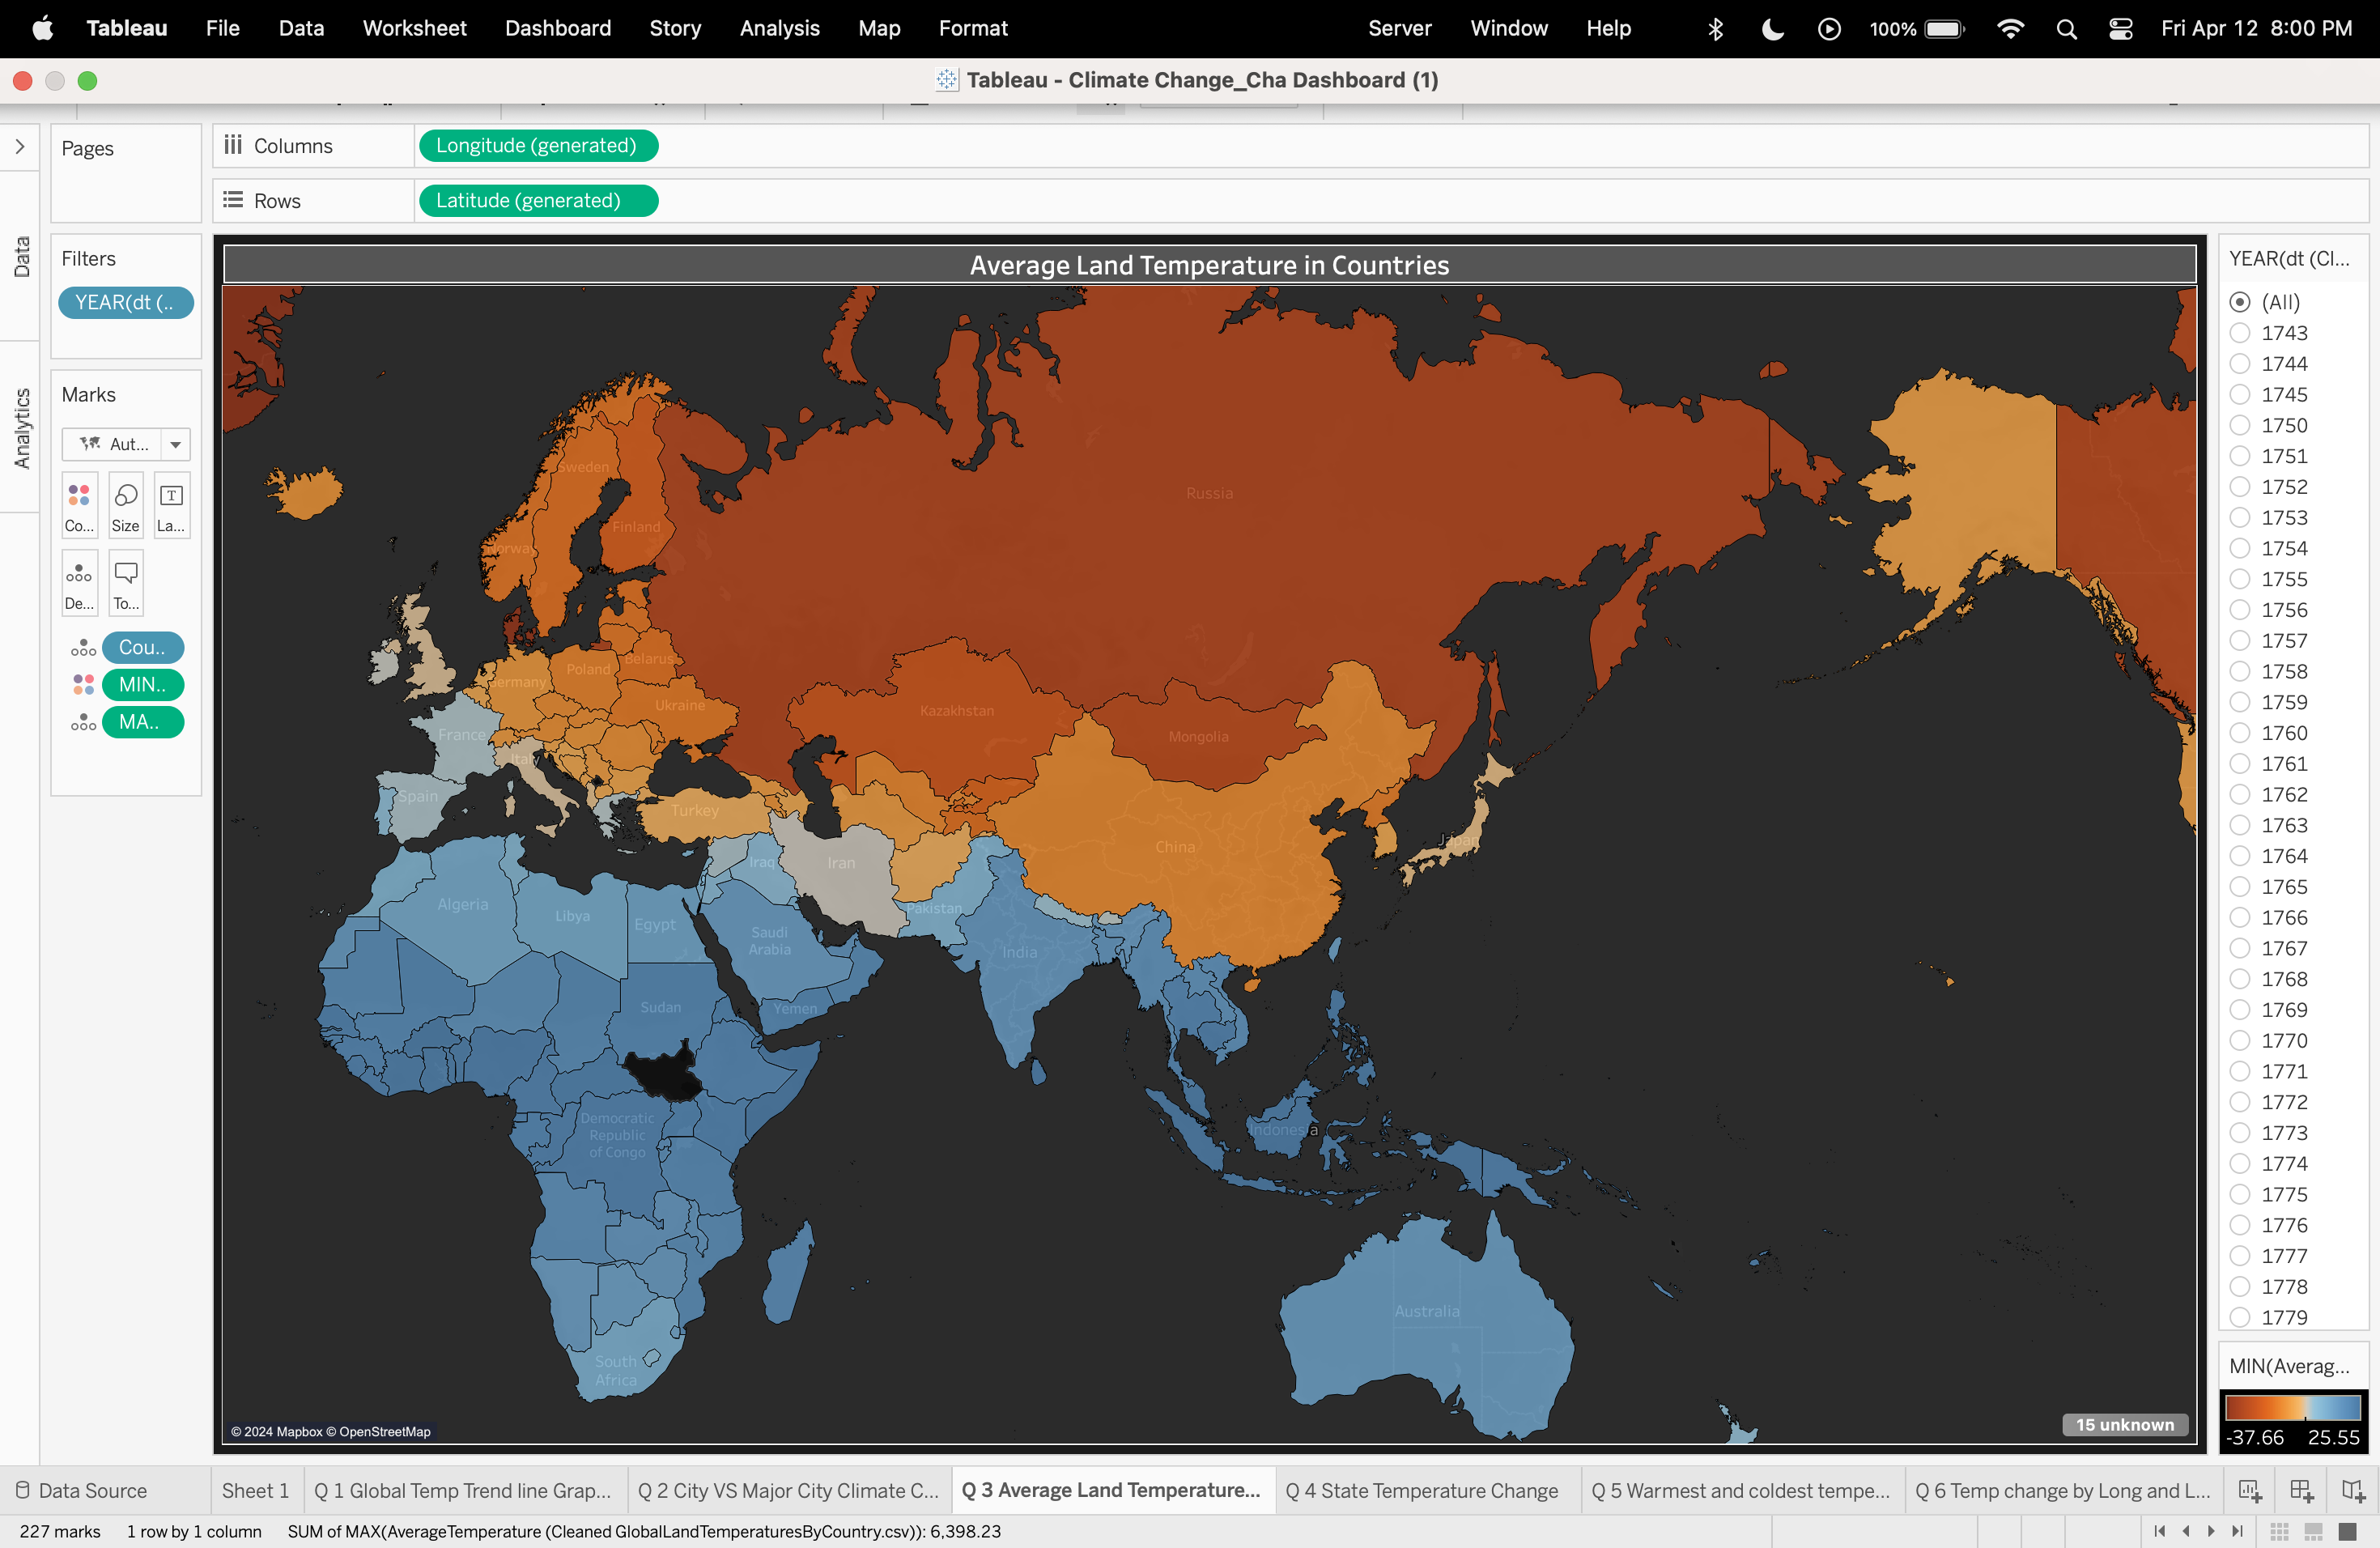 Tableau File Data Worksheet Dashboard Story Analysis Map Format Server Window Help 100% Fri Apr 12 8:00 PM
Tableau - Climate Change_Cha Dashboard (1)
Pages
Columns
Longitude (generated)
Rows
Latitude (generated)
Data
Analytics
Filters
YEAR(dt (..
Marks
Aut...
Co...
Size
La...
De...
To...
Cou..
MIN..
MA..
Average Land Temperature in Countries
Russia
Sweden
Finland
Norway
Belarus
Poland
Germany
Ukraine
Kazakhstan
France
Mongolia
Italy
Spain
Turkey
Japan
China
Iraq
Iran
Algeria
Pakistan
Libya
Egypt
Saudi
Arabia
India
Sudan
Yemen
Democratic
Republic
of Congo
Indonesia
Australia
South
Africa
© 2024 Mapbox © OpenStreetMap
15 unknown
YEAR(dt (Cl...
(All)
1743
1744
1745
1750
1751
1752
1753
1754
1755
1756
1757
1758
1759
1760
1761
1762
1763
1764
1765
1766
1767
1768
1769
1770
1771
1772
1773
1774
1775
1776
1777
1778
1779
MIN(Averag...
-37.66 25.55
Data Source Sheet 1 Q 1 Global Temp Trend line Grap... Q 2 City VS Major City Climate C... Q 3 Average Land Temperature... Q 4 State Temperature Change Q 5 Warmest and coldest tempe... Q 6 Temp change by Long and L...
227 marks 1 row by 1 column SUM of MAX(AverageTemperature (Cleaned GlobalLandTemperaturesByCountry.csv)): 6,398.23